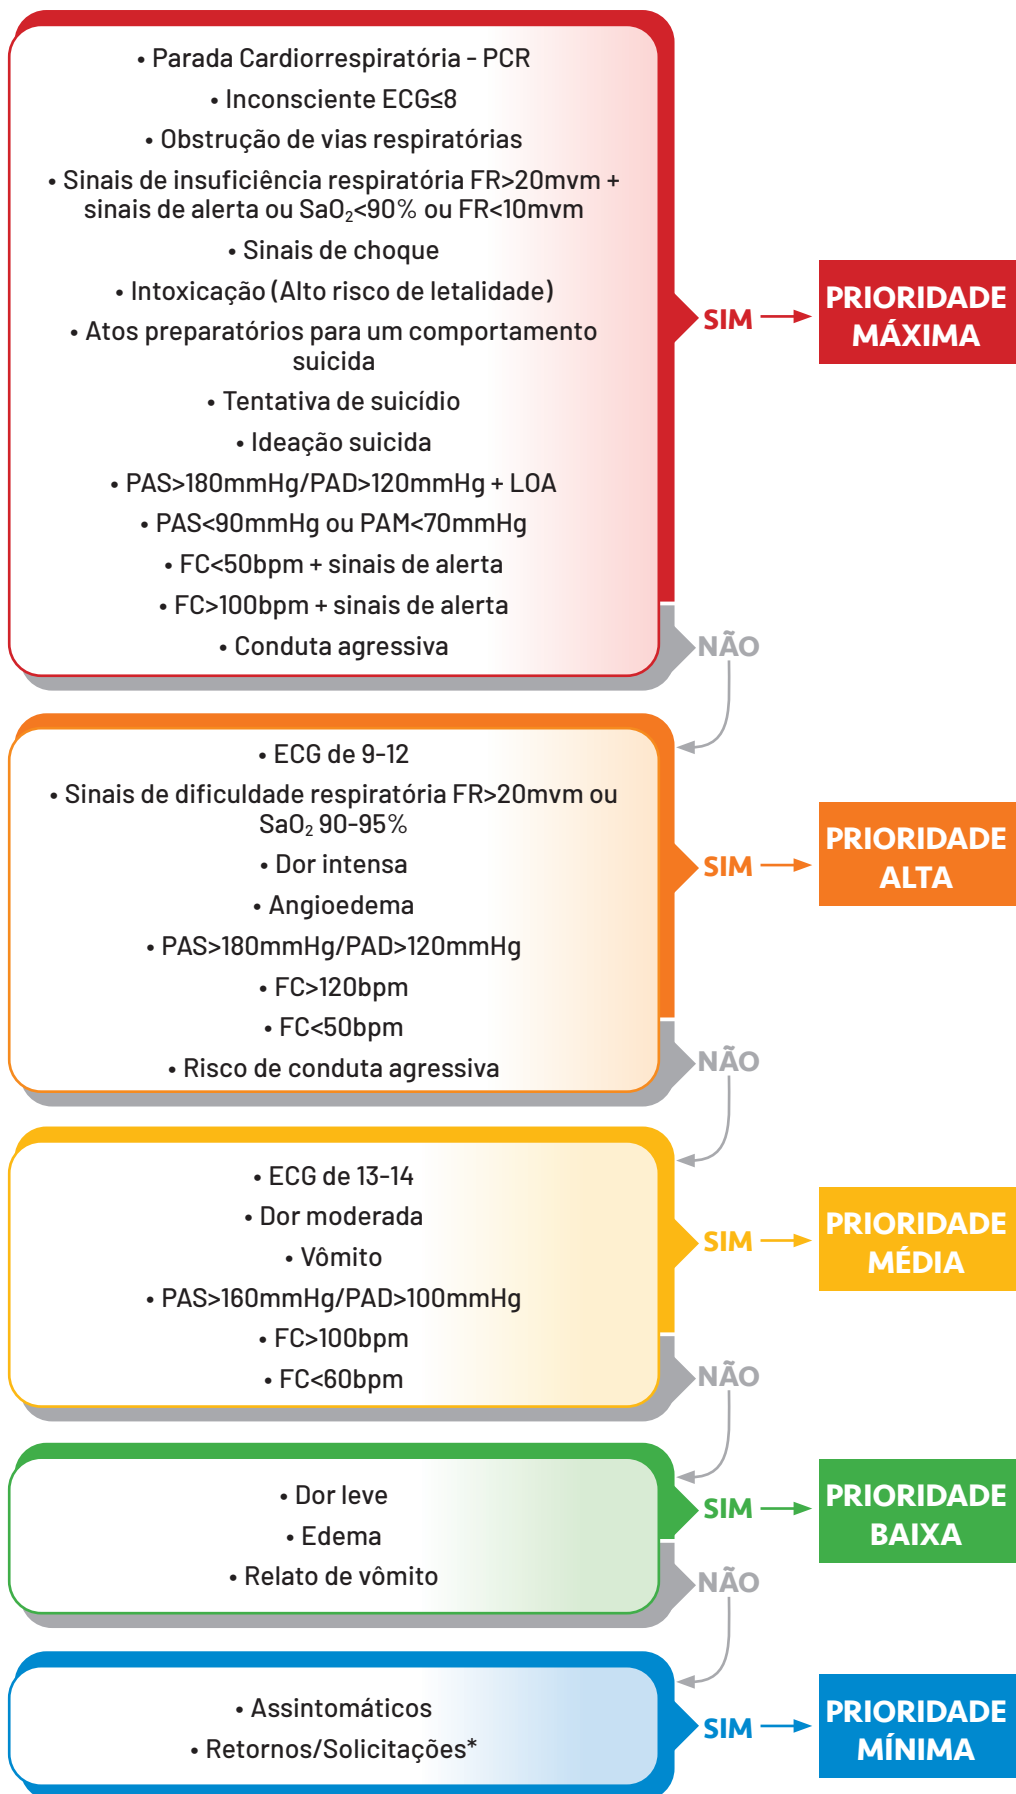 • Parada Cardiorrespiratória - PCR
• Inconsciente ECG≤8
• Obstrução de vias respiratórias
• Sinais de insuficiência respiratória FR>20mvm +
sinais de alerta ou SaO₂<90% ou FR<10mvm
• Sinais de choque
• Intoxicação (Alto risco de letalidade)
• Atos preparatórios para um comportamento
suicida
• Tentativa de suicídio
• Ideação suicida
• PAS>180mmHg/PAD>120mmHg + LOA
• PAS<90mmHg ou PAM<70mmHg
• FC<50bpm + sinais de alerta
• FC>100bpm + sinais de alerta
• Conduta agressiva
SIM
PRIORIDADE
MÁXIMA
NÃO
• ECG de 9-12
• Sinais de dificuldade respiratória FR>20mvm ou
SaO₂ 90-95%
• Dor intensa
• Angioedema
• PAS>180mmHg/PAD>120mmHg
• FC>120bpm
• FC<50bpm
• Risco de conduta agressiva
SIM
PRIORIDADE
ALTA
NÃO
• ECG de 13-14
• Dor moderada
• Vômito
• PAS>160mmHg/PAD>100mmHg
• FC>100bpm
• FC<60bpm
SIM
PRIORIDADE
MÉDIA
NÃO
• Dor leve
• Edema
• Relato de vômito
SIM
PRIORIDADE
BAIXA
NÃO
• Assintomáticos
• Retornos/Solicitações*
SIM
PRIORIDADE
MÍNIMA